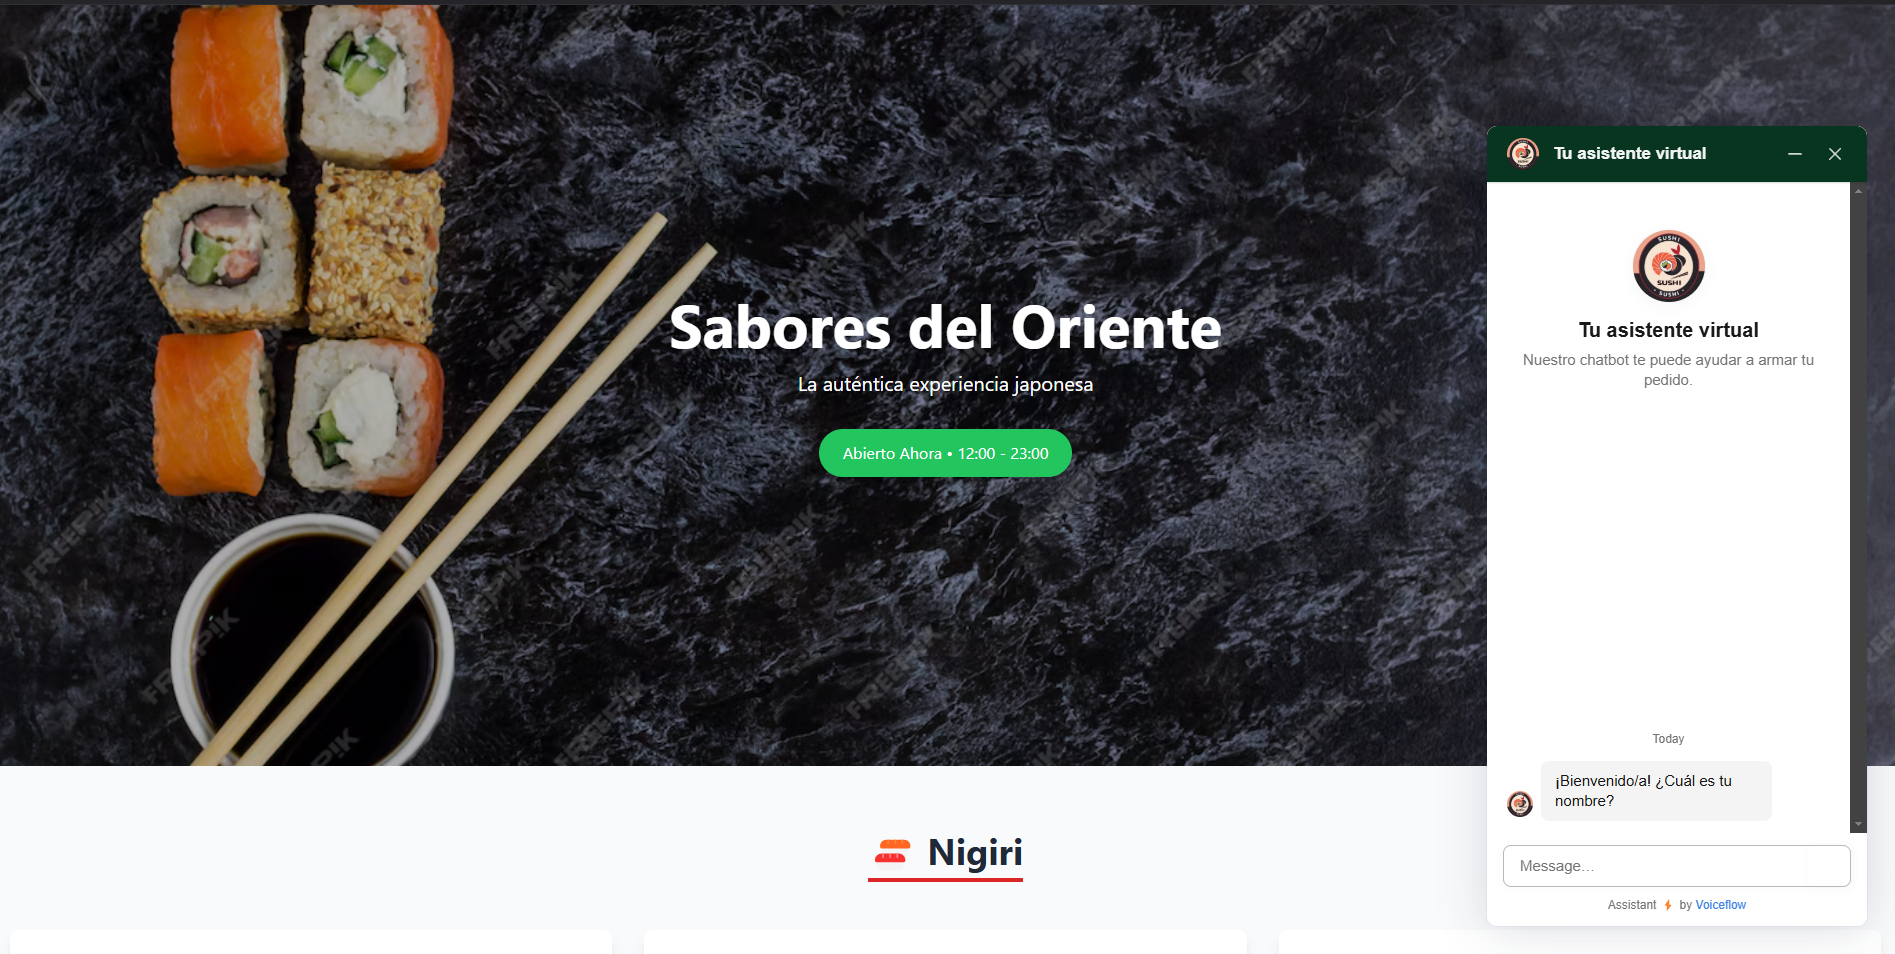 Sabores del Oriente
La auténtica experiencia japonesa
Abierto Ahora • 12:00 - 23:00
Nigiri
Tu asistente virtual
SUSHI
SUSHI
SUSHI
Tu asistente virtual
Nuestro chatbot te puede ayudar a armar tu
pedido.
Today
¡Bienvenido/a! ¿Cuál es tu
nombre?
Message...
Assistant by Voiceflow
FREEPIK